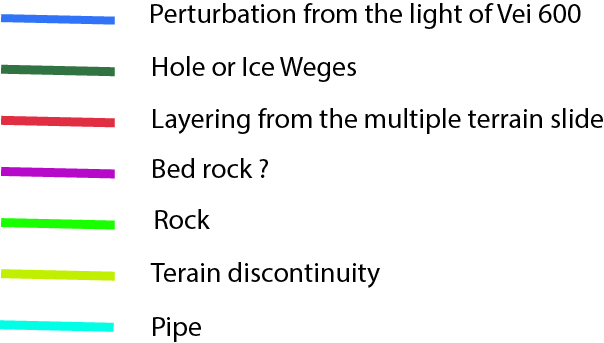 Perturbation from the light of Vei 600
Hole or Ice Weges
Layering from the multiple terrain slide
Bed rock ?
Rock
Terain discontinuity
Pipe